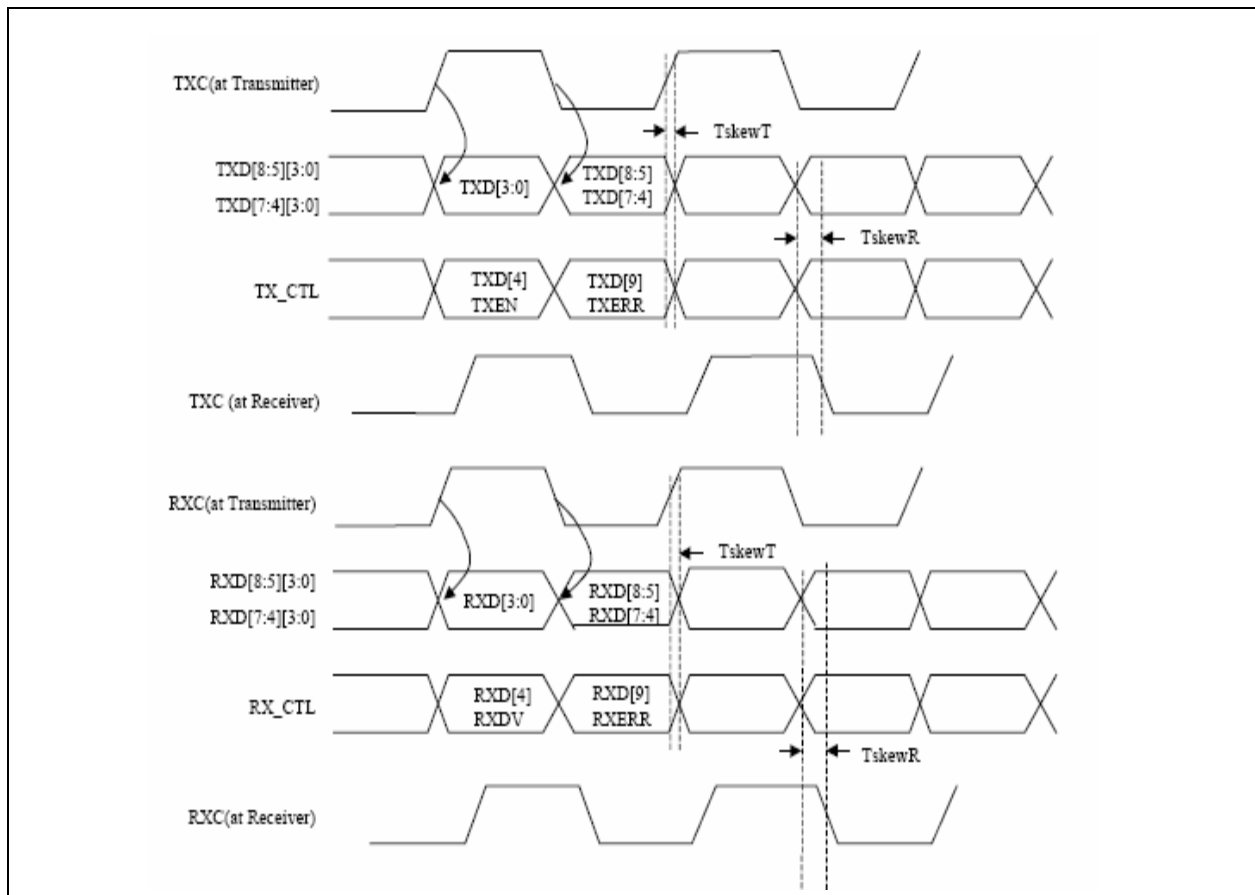 TXC(at Transmitter)
TskewT
TXD[8:5][3:0]
TXD[7:4][3:0]
TXD[3:0]
TXD[8:5]
TXD[7:4]
TskewR
TX_CTL
TXD[4]
TXEN
TXD[9]
TXERR
TXC (at Receiver)
RXC(at Transmitter)
TskewT
RXD[8:5][3:0]
RXD[7:4][3:0]
RXD[3:0]
RXD[8:5]
RXD[7:4]
RX_CTL
RXD[4]
RXDV
RXD[9]
RXERR
TskewR
RXC(at Receiver)